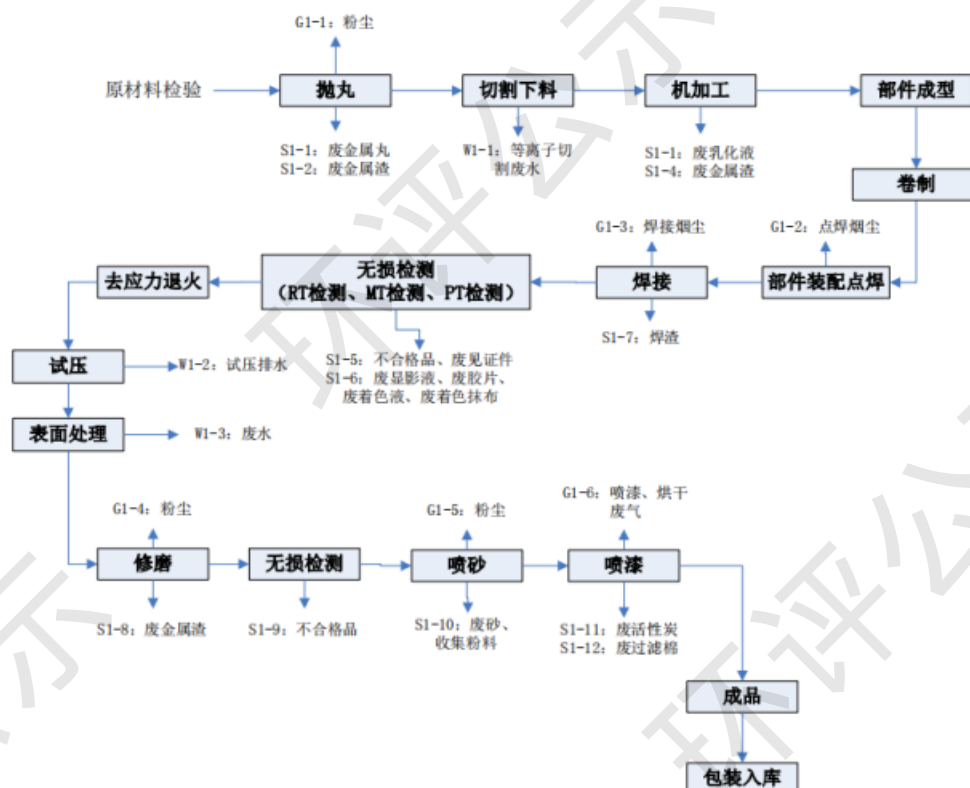 G1-1：粉尘
原材料检验
抛丸
切割下料
机加工
部件成型
S1-1：废金属丸
S1-2：废金属渣
W1-1：等离子切
割废水
S1-1：废乳化液
S1-4：废金属渣
卷制
G1-3：焊接烟尘
G1-2：点焊烟尘
去应力退火
无损检测
（RT检测、MT检测、PT检测）
焊接
部件装配点焊
S1-7：焊渣
试压
W1-2：试压排水
S1-5：不合格品、废见证件
S1-6：废显影液、废胶片、
废着色液、废着色抹布
表面处理
W1-3：废水
G1-4：粉尘
G1-5：粉尘
G1-6：喷漆、烘干
废气
修磨
无损检测
喷砂
喷漆
S1-8：废金属渣
S1-9：不合格品
S1-10：废砂、
收集粉料
S1-11：废活性炭
S1-12：废过滤棉
成品
包装入库
环评公示
环评公
示